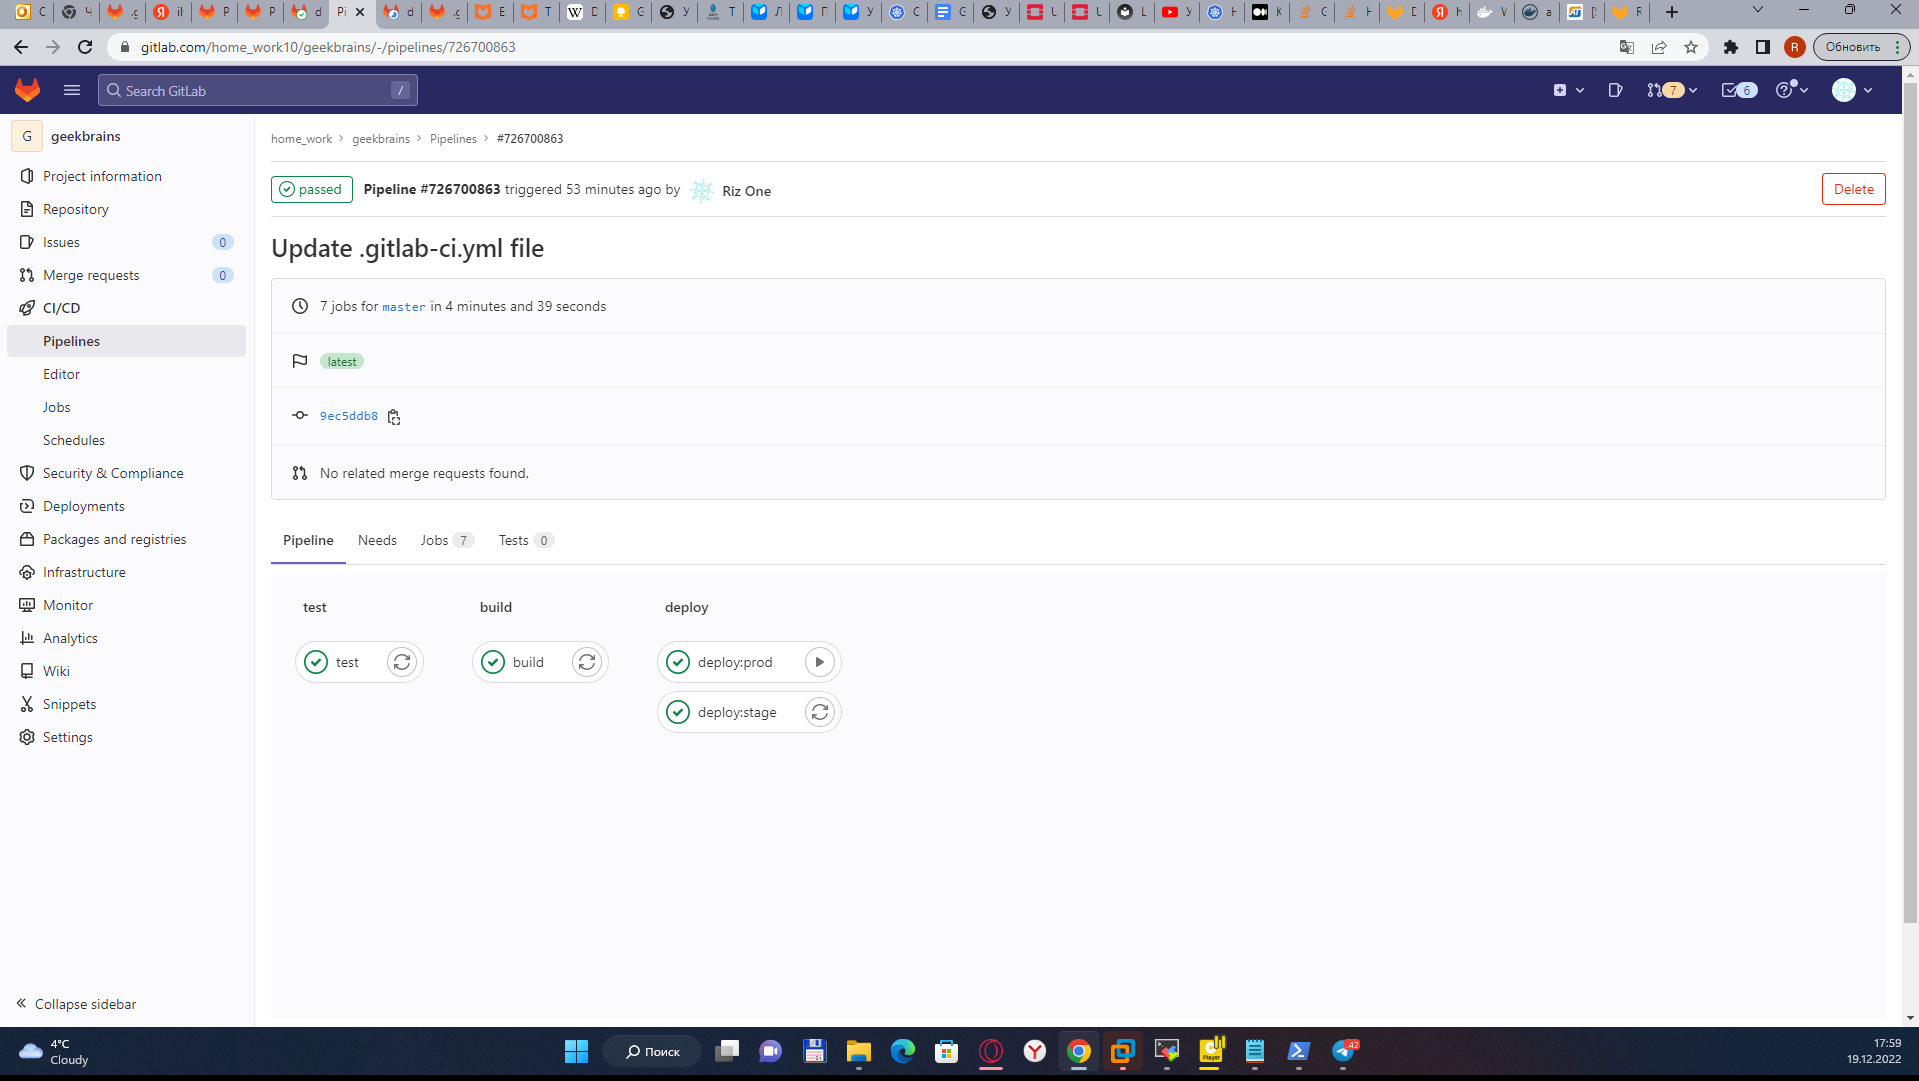 gitlab.com/home_work10/geekbrains/-/pipelines/726700863
Обновить
Search GitLab
/
7
6
G
geekbrains
Project information
Repository
Issues 0
Merge requests 0
CI/CD
Pipelines
Editor
Jobs
Schedules
Security & Compliance
Deployments
Packages and registries
Infrastructure
Monitor
Analytics
Wiki
Snippets
Settings
Collapse sidebar
home_work › geekbrains › Pipelines › #726700863
passed Pipeline #726700863 triggered 53 minutes ago by Riz One
Delete
Update .gitlab-ci.yml file
7 jobs for master in 4 minutes and 39 seconds
latest
9ec5ddb8
No related merge requests found.
Pipeline Needs Jobs 7 Tests 0
test build deploy
test build deploy:prod
deploy:stage
4°C
Cloudy
Поиск
42
17:59
19.12.2022